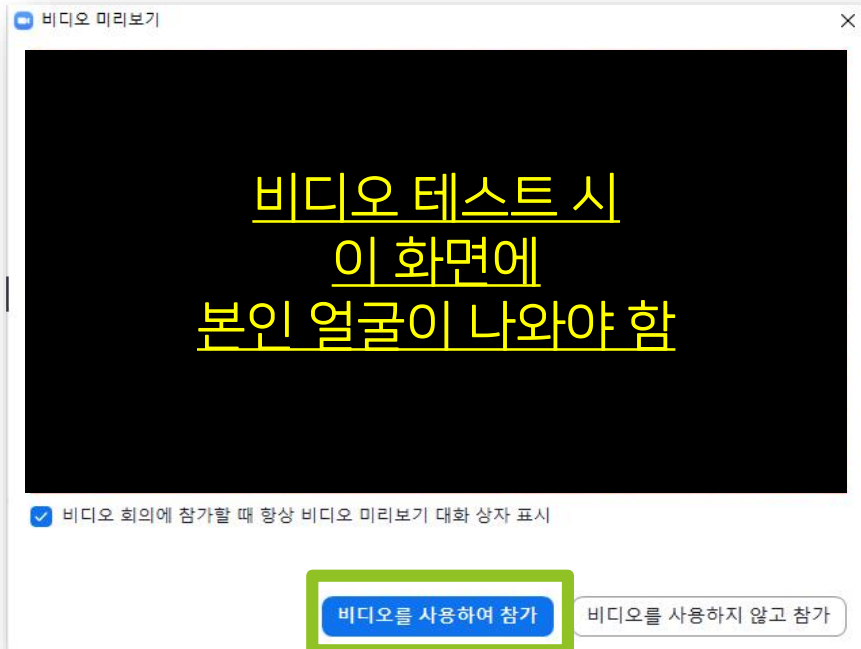 비디오 미리보기
비디오 테스트 시
이 화면에
본인 얼굴이 나와야 함
비디오 회의에 참가할 때 항상 비디오 미리보기 대화 상자 표시
비디오를 사용하여 참가
비디오를 사용하지 않고 참가